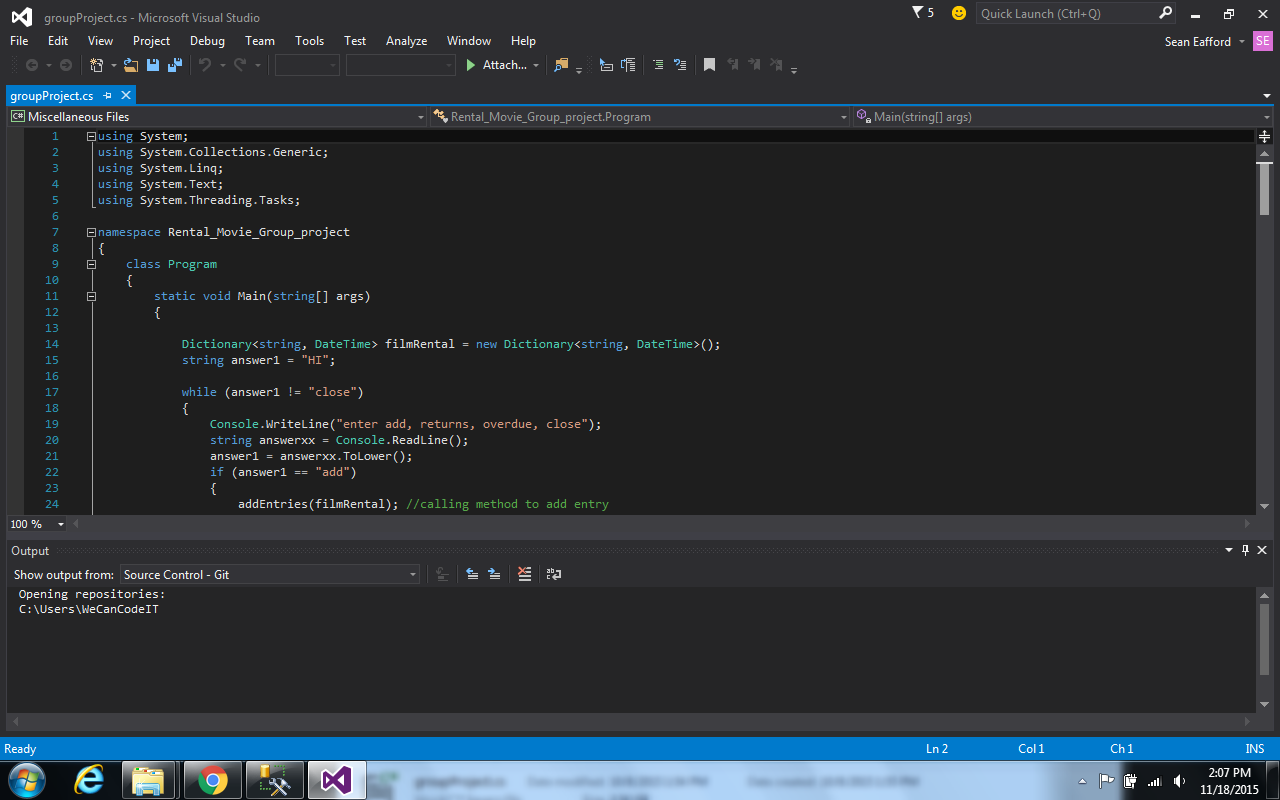 groupProject.cs - Microsoft Visual Studio
5
Quick Launch (Ctrl+Q)
File Edit View Project Debug Team Tools Test Analyze Window Help
Sean Eafford
SE
Attach...
groupProject.cs
C# Miscellaneous Files
Rental_Movie_Group_project.Program
Main(string[] args)
1 using System;
2 using System.Collections.Generic;
3 using System.Linq;
4 using System.Text;
5 using System.Threading.Tasks;
6
7 namespace Rental_Movie_Group_project
8 {
9 class Program
10 {
11 static void Main(string[] args)
12 {
13
14 Dictionary<string, DateTime> filmRental = new Dictionary<string, DateTime>();
15 string answer1 = "HI";
16
17 while (answer1 != "close")
18 {
19 Console.WriteLine("enter add, returns, overdue, close");
20 string answerxx = Console.ReadLine();
21 answer1 = answerxx.ToLower();
22 if (answer1 == "add")
23 {
24 addEntries(filmRental); //calling method to add entry
100 %
Output
Show output from: Source Control - Git
Opening repositories:
C:\Users\WeCanCodeIT
Ready
Ln 2 Col 1 Ch 1 INS
2:07 PM
11/18/2015